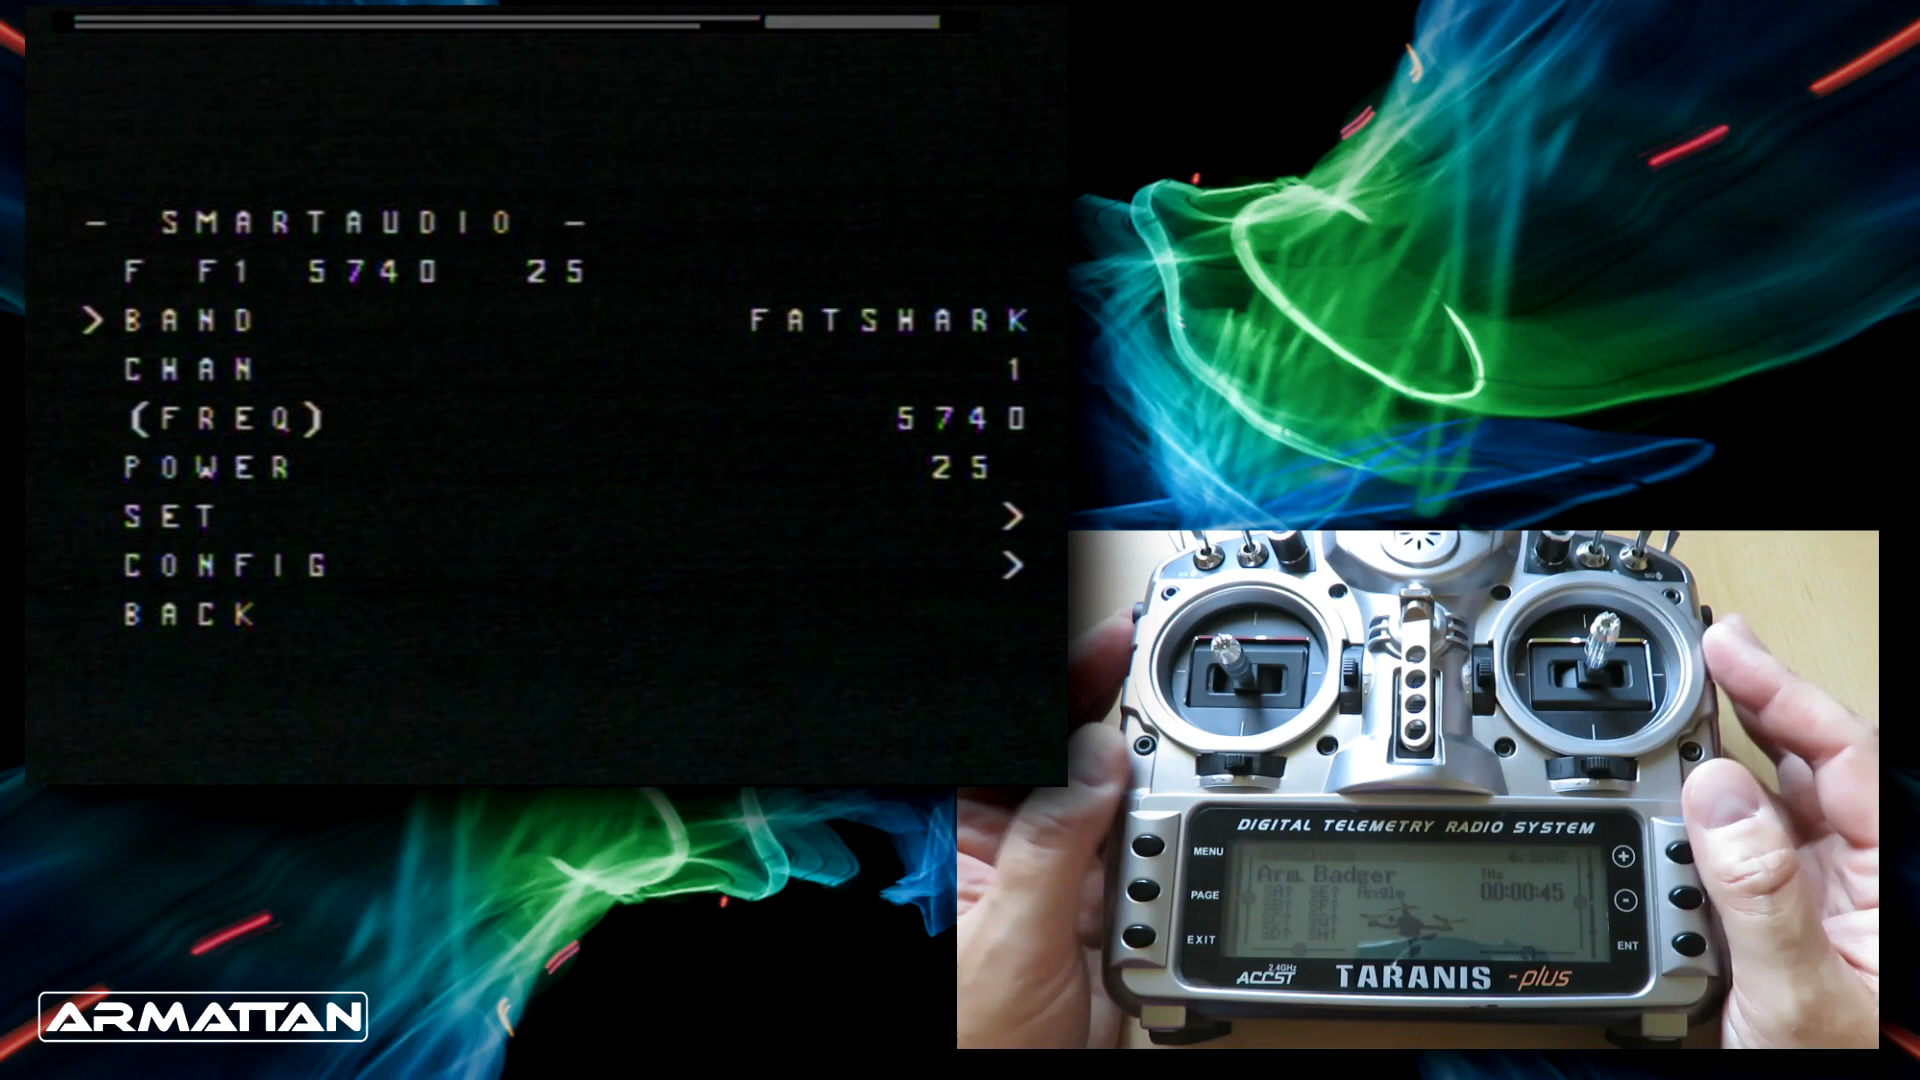 - SMARTAUDIO -
F F1 5740 25
> BAND FATSHARK
CHAN 1
(FREQ) 5740
POWER 25
SET >
CONFIG >
BACK
DIGITAL TELEMETRY RADIO SYSTEM
MENU
PAGE
EXIT
Arm. Badger
Angle
00:00:45
+
-
ENT
2.4GHz
ACCST
TARANIS -plus
ARMATTAN